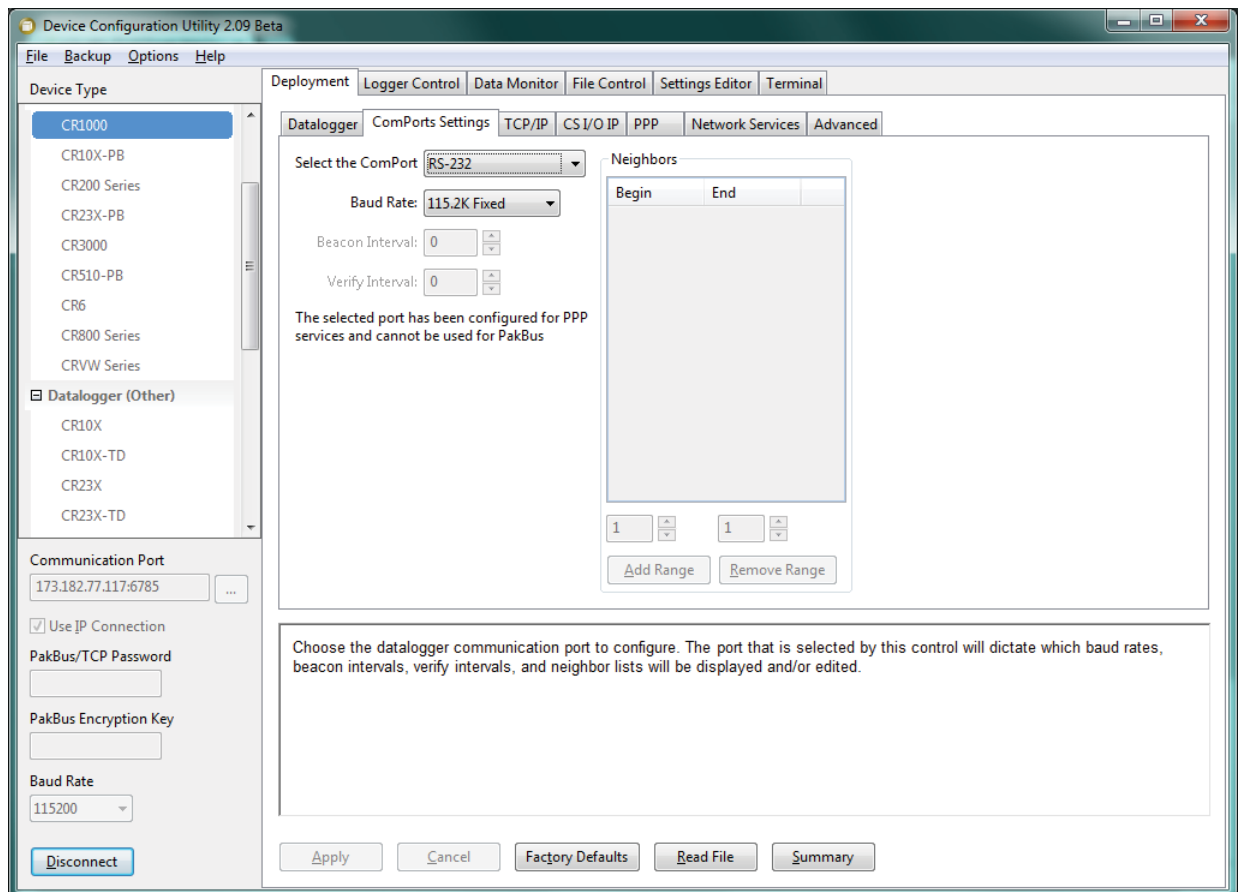 Device Configuration Utility 2.09 Beta
File Backup Options Help
Device Type
CR1000
CR10X-PB
CR200 Series
CR23X-PB
CR3000
CR510-PB
CR6
CR800 Series
CRVW Series
Datalogger (Other)
CR10X
CR10X-TD
CR23X
CR23X-TD
Communication Port
173.182.77.117:6785 ...
Use IP Connection
PakBus/TCP Password
PakBus Encryption Key
Baud Rate
115200
Disconnect
Deployment Logger Control Data Monitor File Control Settings Editor Terminal
Datalogger ComPorts Settings TCP/IP CS I/O IP PPP Network Services Advanced
Select the ComPort RS-232
Baud Rate: 115.2K Fixed
Beacon Interval: 0
Verify Interval: 0
The selected port has been configured for PPP
services and cannot be used for PakBus
Neighbors
Begin End
1 1
Add Range Remove Range
Choose the datalogger communication port to configure. The port that is selected by this control will dictate which baud rates,
beacon intervals, verify intervals, and neighbor lists will be displayed and/or edited.
Apply Cancel Factory Defaults Read File Summary